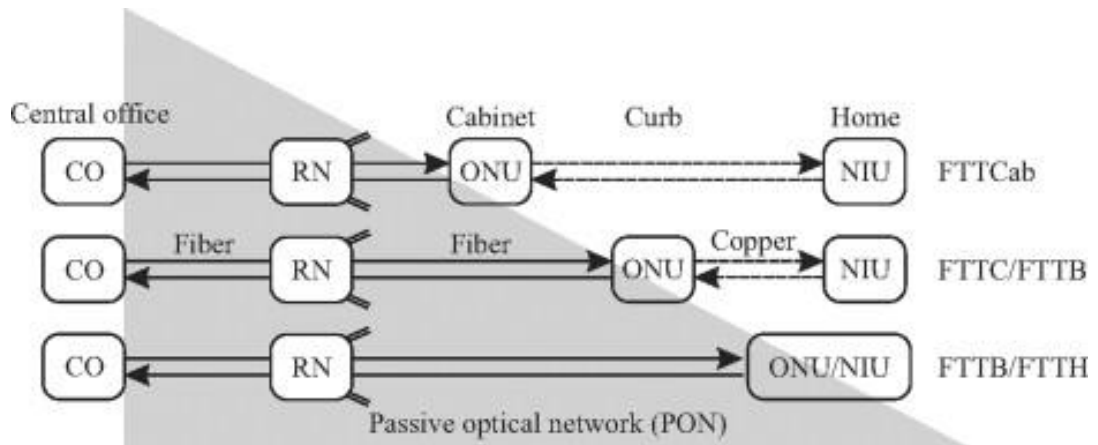 Central office Cabinet Curb Home
CO RN ONU NIU FTTCab
Fiber Fiber Copper
CO RN ONU NIU FTTC/FTTB
CO RN ONU/NIU FTTB/FTTH
Passive optical network (PON)